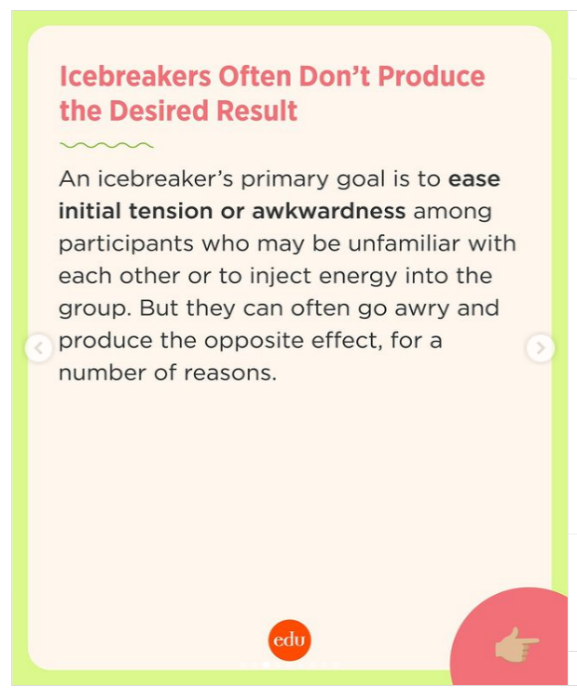 Icebreakers Often Don’t Produce
the Desired Result
An icebreaker’s primary goal is to ease
initial tension or awkwardness among
participants who may be unfamiliar with
each other or to inject energy into the
group. But they can often go awry and
produce the opposite effect, for a
number of reasons.
edu